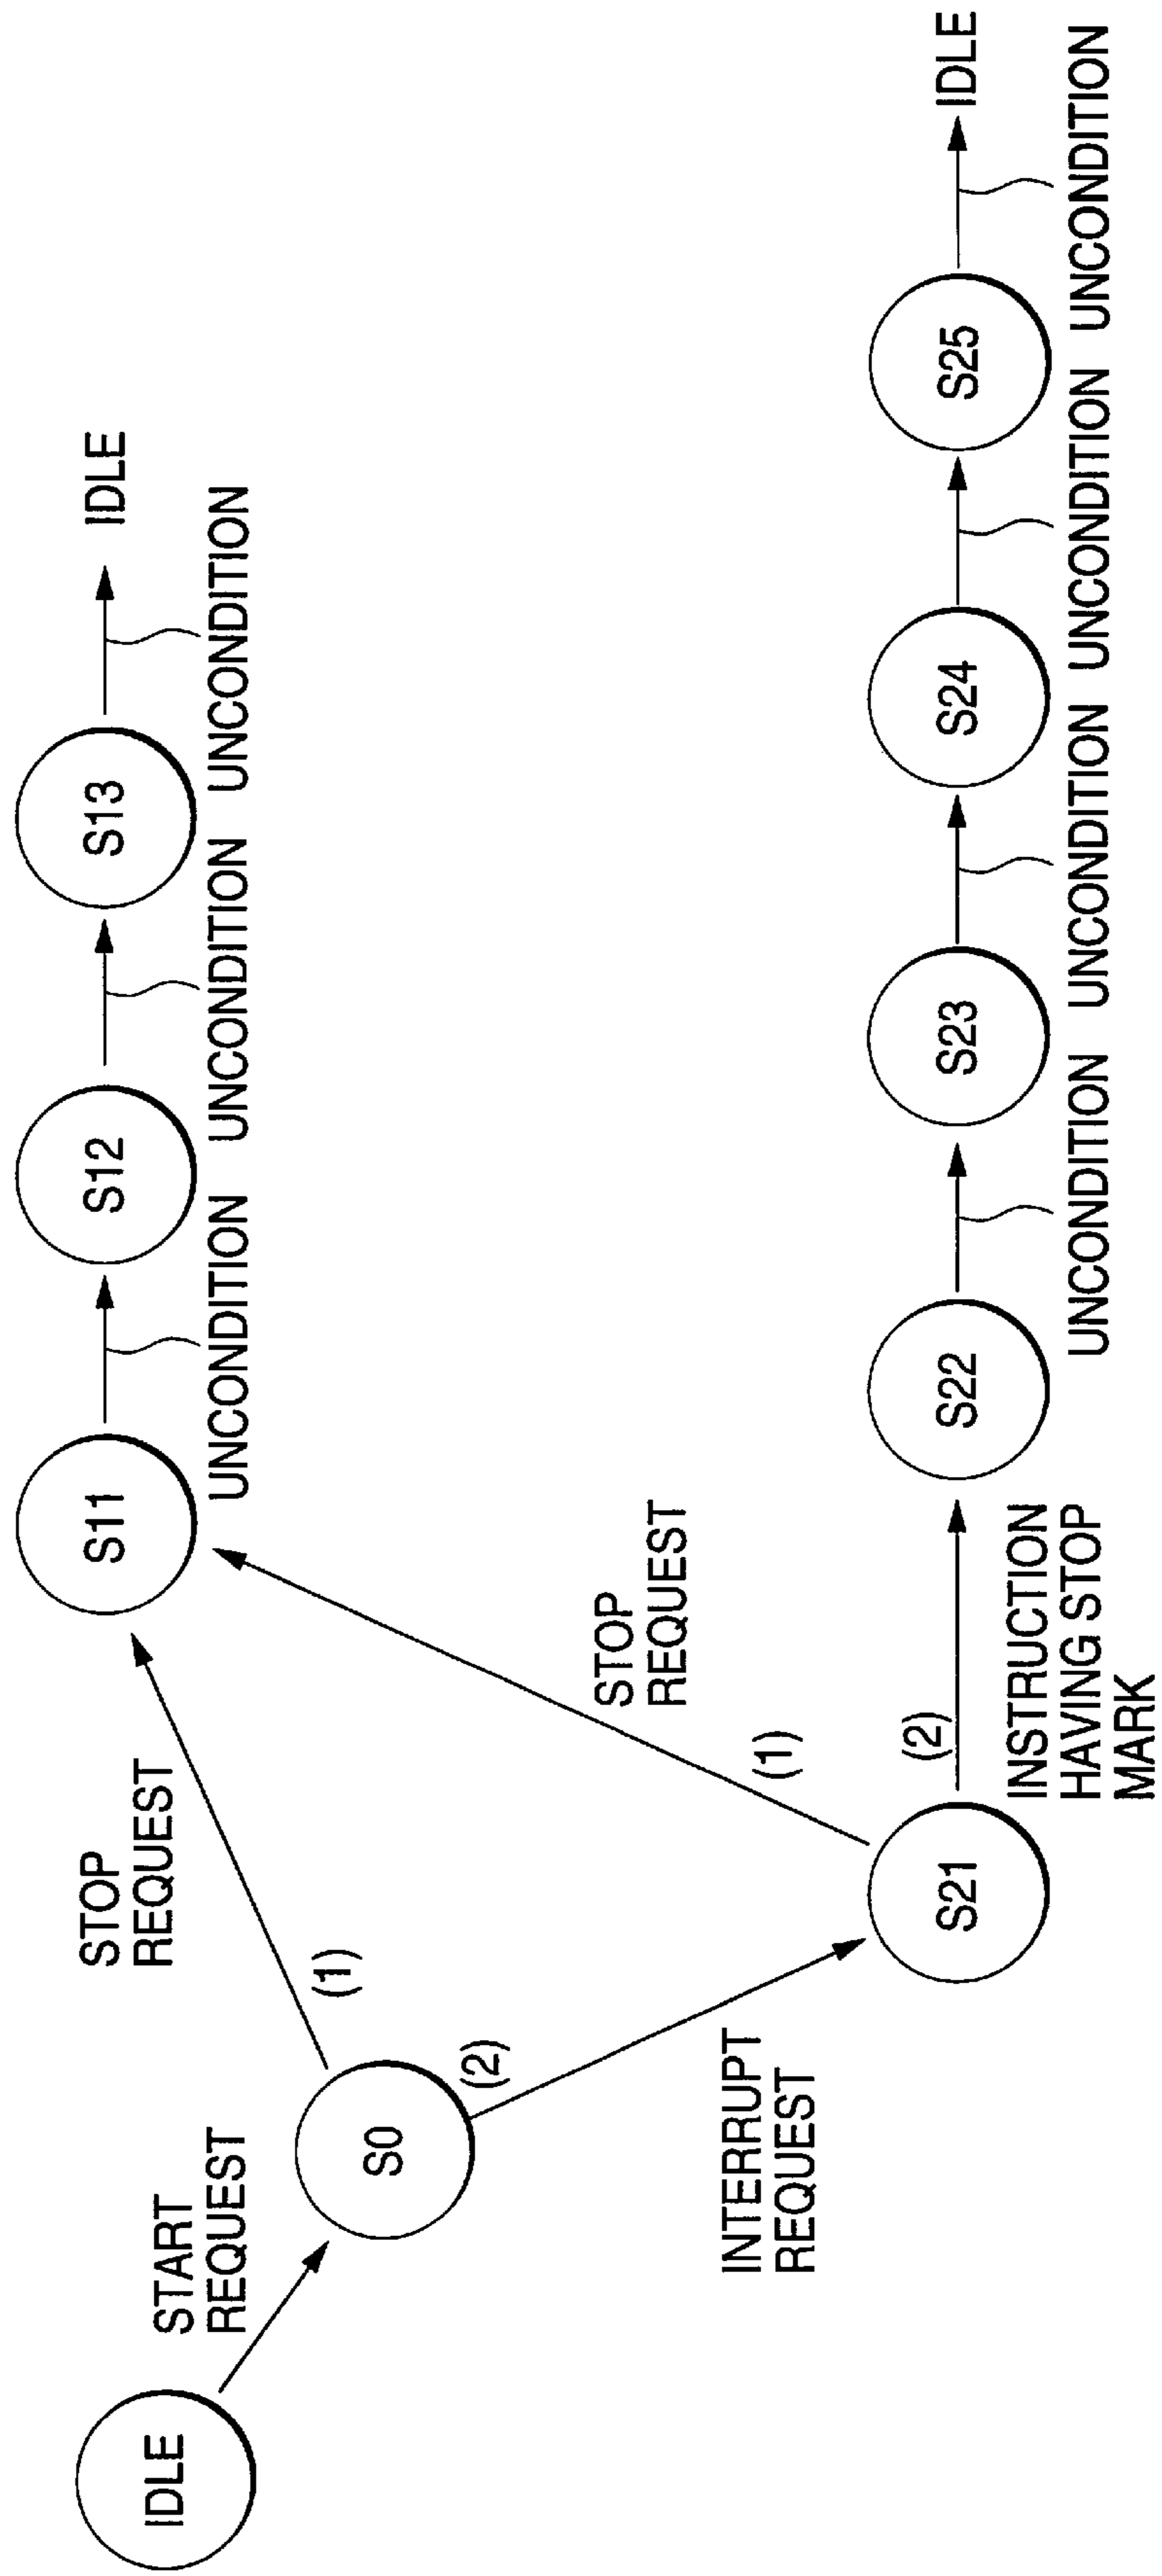 IDLE
START
REQUEST
S0
(1)
STOP
REQUEST
(2)
INTERRUPT
REQUEST
S11
UNCONDITION
S12
UNCONDITION
S13
UNCONDITION
IDLE
S21
(1)
STOP
REQUEST
(2)
INSTRUCTION
HAVING STOP
MARK
S22
UNCONDITION
S23
UNCONDITION
S24
UNCONDITION
S25
UNCONDITION
IDLE